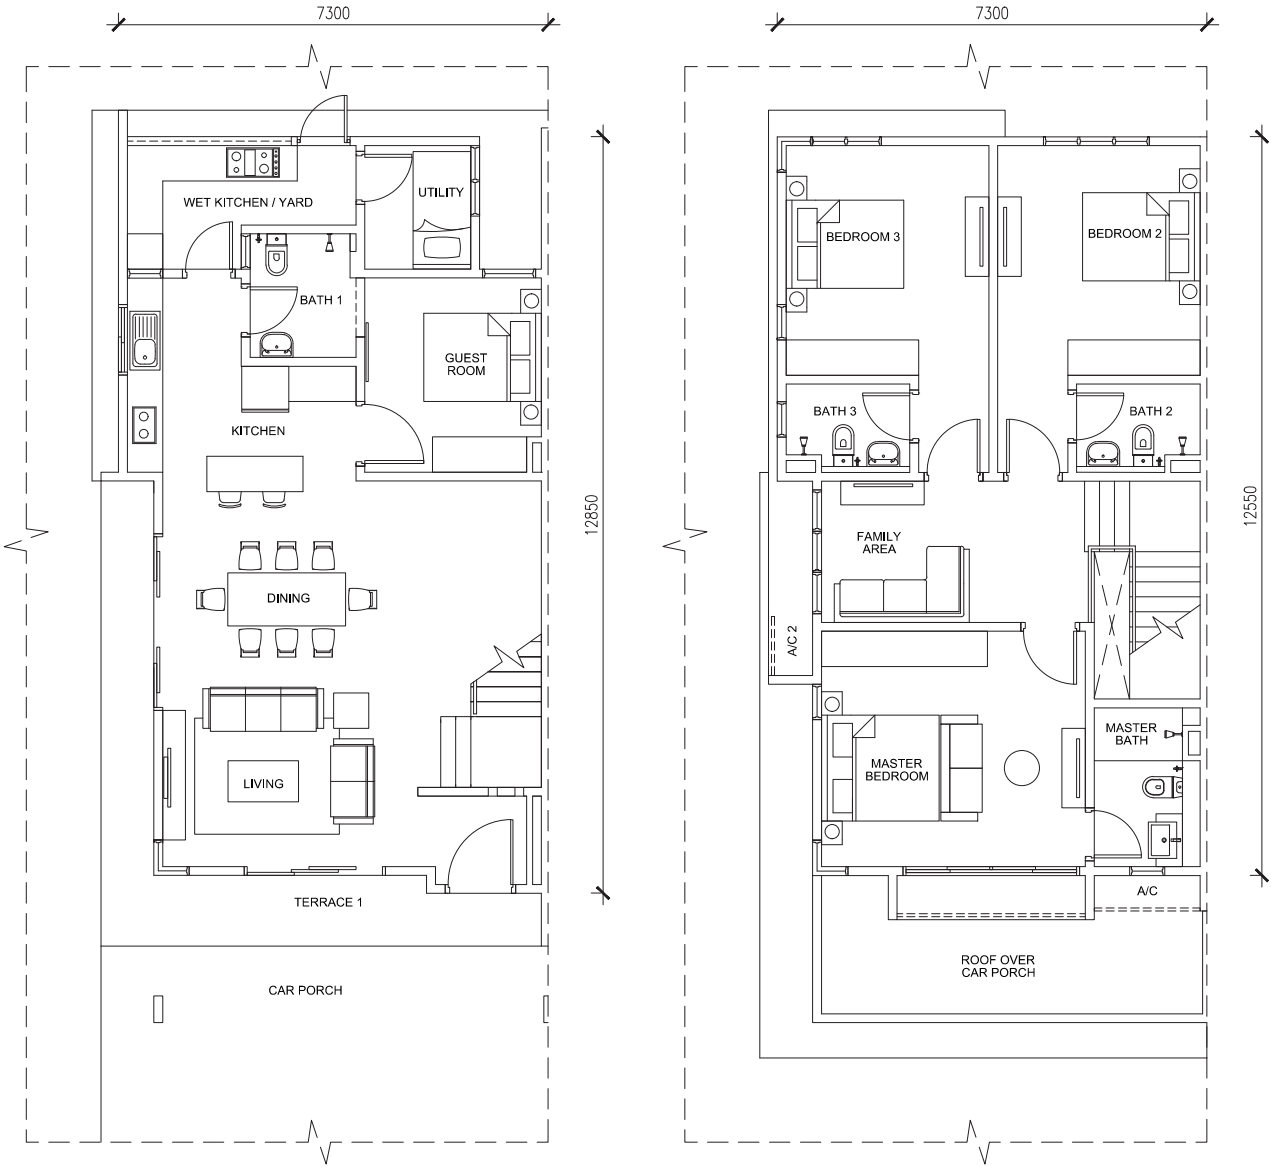 7300
WET KITCHEN / YARD
UTILITY
BATH 1
GUEST
ROOM
KITCHEN
DINING
LIVING
TERRACE 1
CAR PORCH
12850
7300
BEDROOM 3
BEDROOM 2
BATH 3
BATH 2
FAMILY
AREA
A/C 2
MASTER
BATH
MASTER
BEDROOM
A/C
ROOF OVER
CAR PORCH
12550